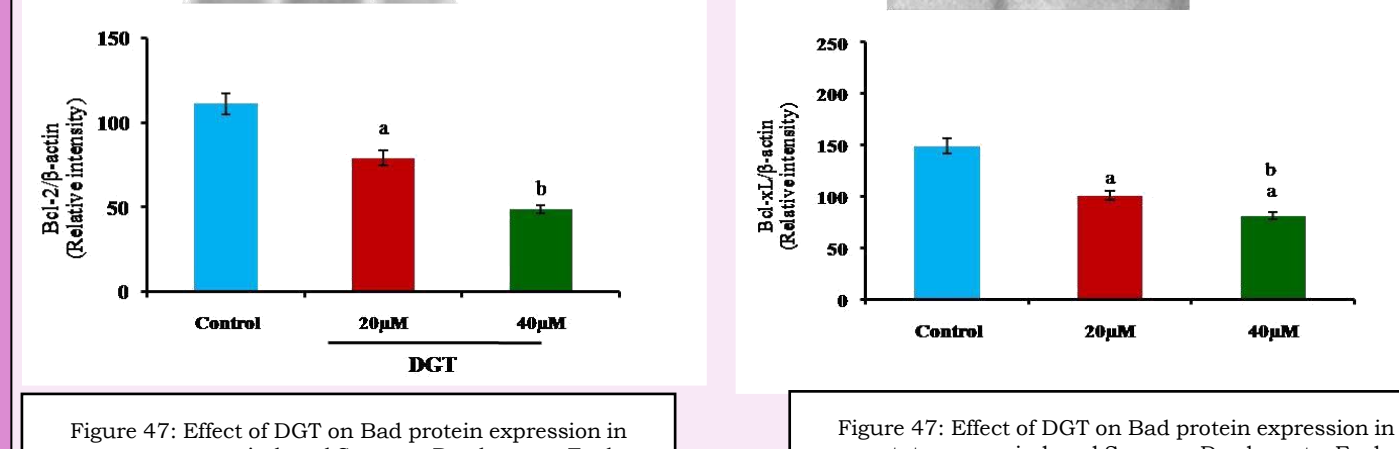 150
100
50
0
Bcl-2/β-actin
(Relative intensity)
a
b
Control 20µM 40µM
DGT
Figure 47: Effect of DGT on Bad protein expression in
250
200
150
100
50
0
Bcl-xL/β-actin
(Relative intensity)
a
b
a
Control 20µM 40µM
Figure 47: Effect of DGT on Bad protein expression in